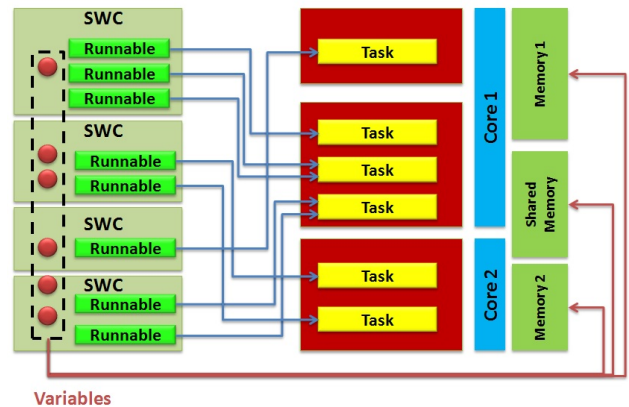 SWC
Runnable
Runnable
Runnable
SWC
Runnable
Runnable
SWC
Runnable
SWC
Runnable
Runnable
Task
Task
Task
Task
Task
Task
Core 1
Core 2
Memory 1
Shared
Memory
Memory 2
Variables